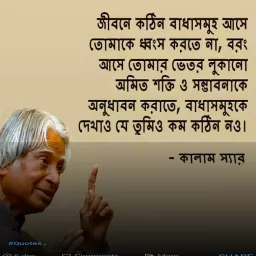 জীবনে কঠিন বাধাসমুহ আসে
তোমাকে ধ্বংস করতে না, বরং
আসে তোমার ভেতর লুকানো
অমিত শক্তি ও সম্ভাবনাকে
অনুধাবন করাতে, বাধাসমুহকে
দেখাও যে তুমিও কম কঠিন নও।
- কালাম স্যার
#Quotes